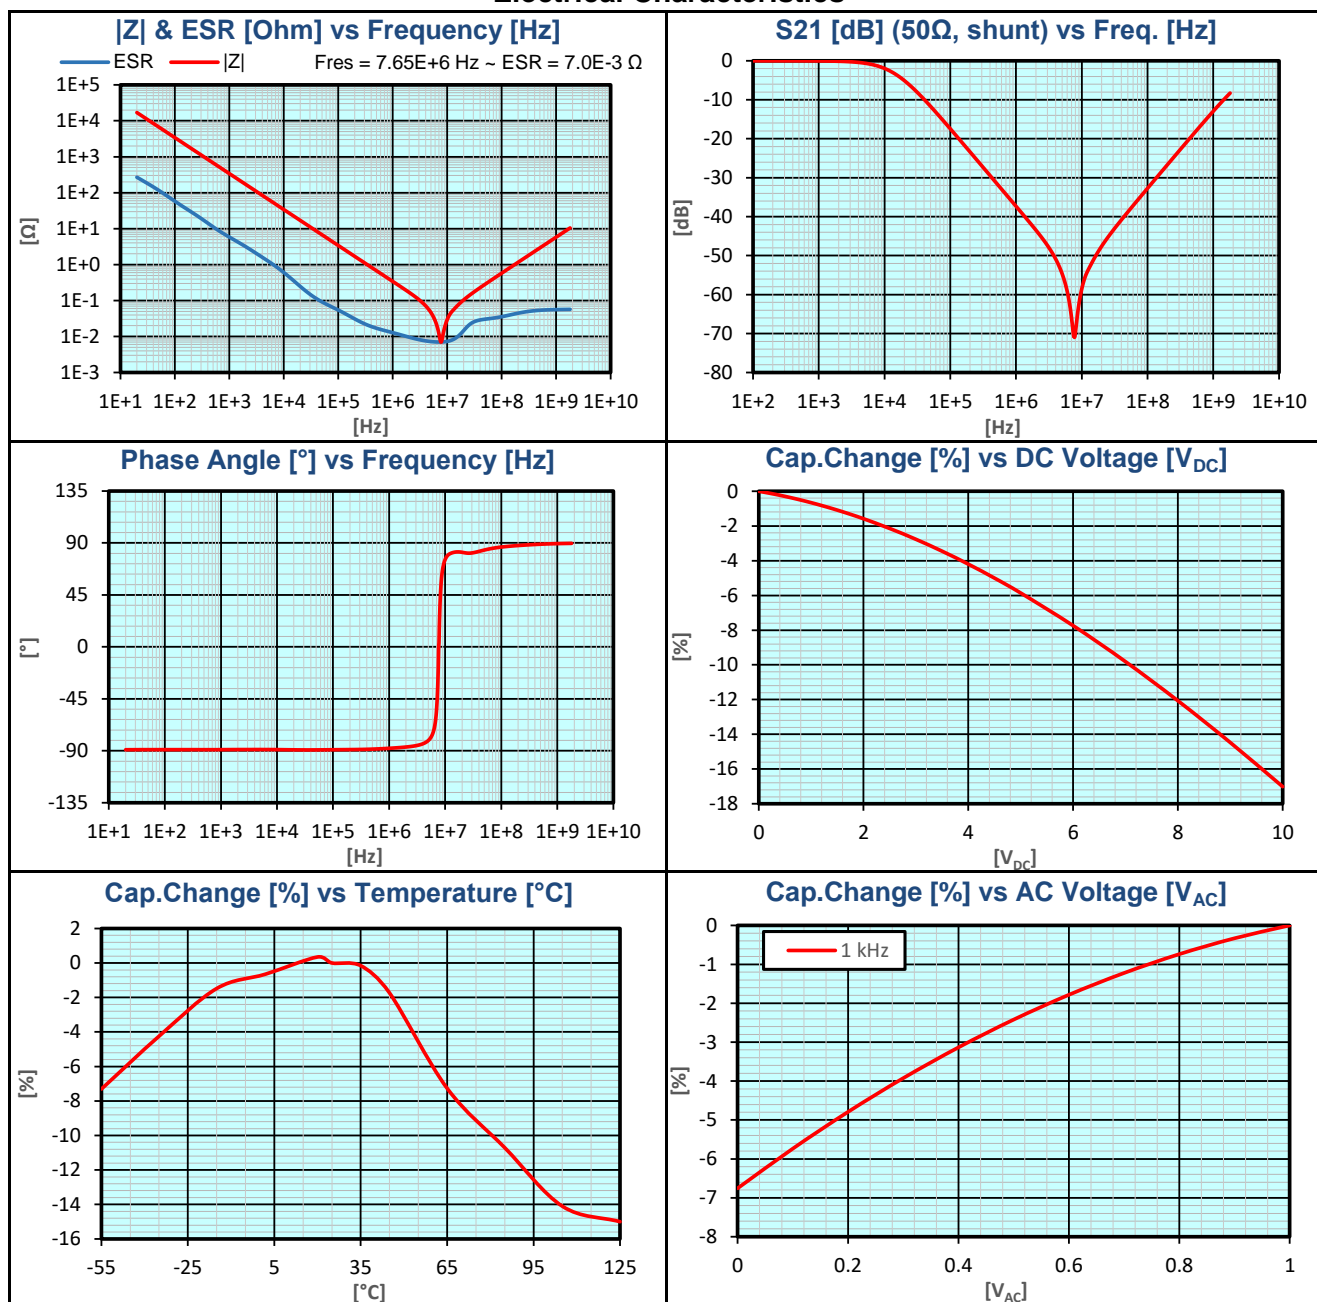 |Z| & ESR [Ohm] vs Frequency [Hz]
ESR |Z| Fres = 7.65E+6 Hz ~ ESR = 7.0E-3 Ω
1E+5
1E+4
1E+3
1E+2
1E+1
1E+0
1E-1
1E-2
1E-3
[Ω]
1E+1 1E+2 1E+3 1E+4 1E+5 1E+6 1E+7 1E+8 1E+9 1E+10
[Hz]
S21 [dB] (50Ω, shunt) vs Freq. [Hz]
0
-10
-20
-30
-40
-50
-60
-70
-80
[dB]
1E+2 1E+3 1E+4 1E+5 1E+6 1E+7 1E+8 1E+9 1E+10
[Hz]
Phase Angle [°] vs Frequency [Hz]
135
90
45
0
-45
-90
-135
[°]
1E+1 1E+2 1E+3 1E+4 1E+5 1E+6 1E+7 1E+8 1E+9 1E+10
[Hz]
Cap.Change [%] vs DC Voltage [VDC]
0
-2
-4
-6
-8
-10
-12
-14
-16
-18
[%]
0 2 4 6 8 10
[VDC]
Cap.Change [%] vs Temperature [°C]
2
0
-2
-4
-6
-8
-10
-12
-14
-16
[%]
-55 -25 5 35 65 95 125
[°C]
Cap.Change [%] vs AC Voltage [VAC]
1 kHz
0
-1
-2
-3
-4
-5
-6
-7
-8
[%]
0 0.2 0.4 0.6 0.8 1
[VAC]